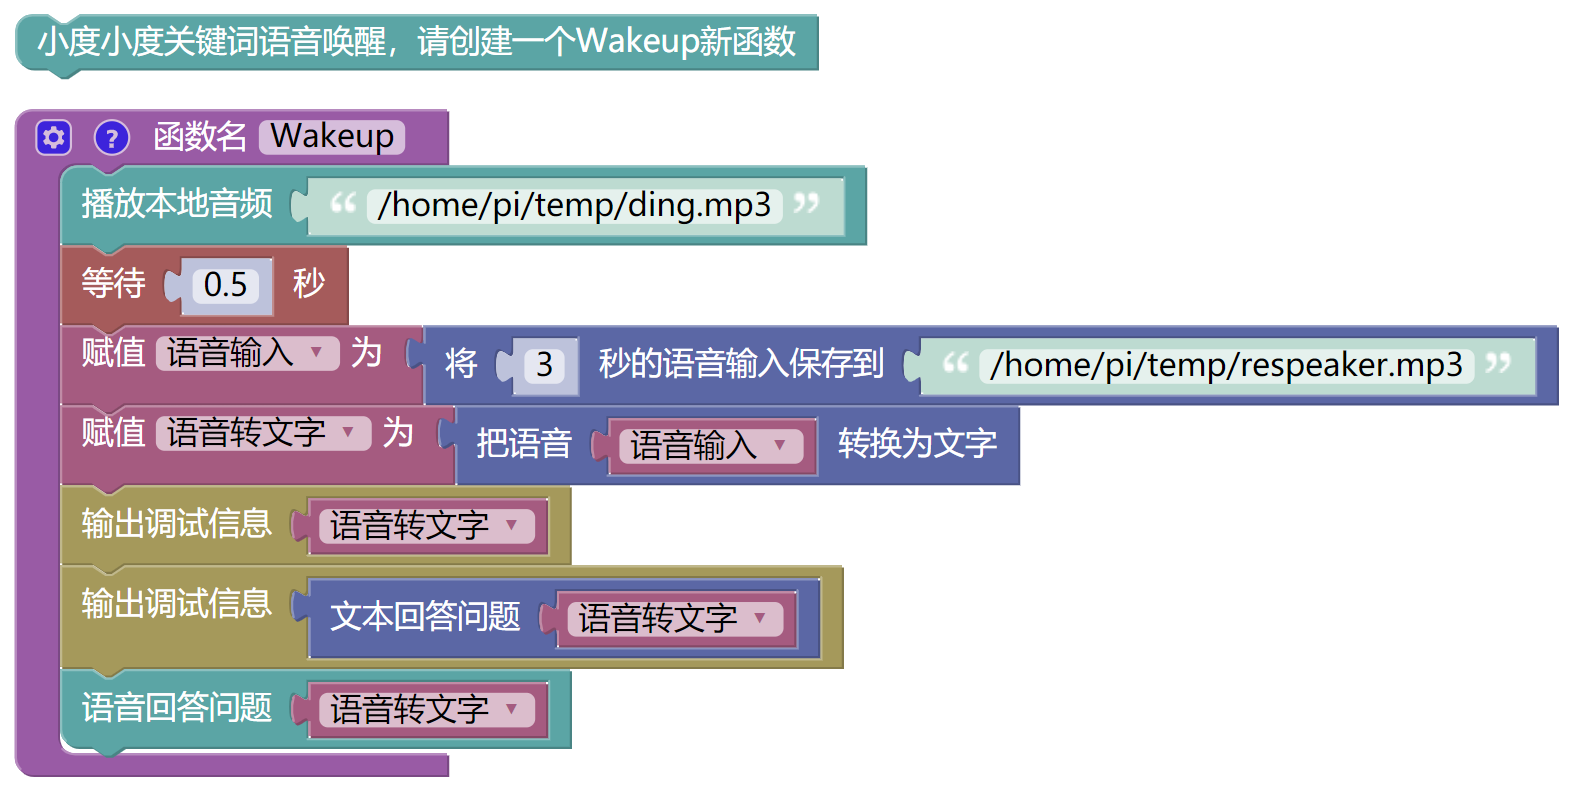 小度小度关键词语音唤醒，请创建一个Wakeup新函数
? 函数名 Wakeup
播放本地音频 “ /home/pi/temp/ding.mp3 ”
等待 0.5 秒
赋值 语音输入 为 将 3 秒的语音输入保存到 “ /home/pi/temp/respeaker.mp3 ”
赋值 语音转文字 为 把语音 语音输入 转换为文字
输出调试信息 语音转文字
输出调试信息 文本回答问题 语音转文字
语音回答问题 语音转文字